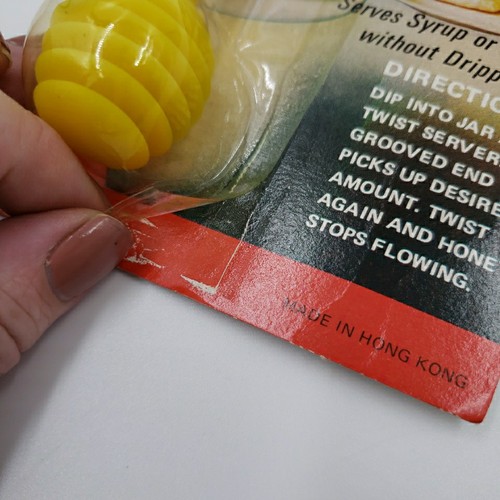 Serves Syrup or
without Dripp
DIRECTIO
DIP INTO JAR
TWIST SERVER
GROOVED END
PICKS UP DESIRE
AMOUNT. TWIST
AGAIN AND HONE
STOPS FLOWING.
MADE IN HONG KONG